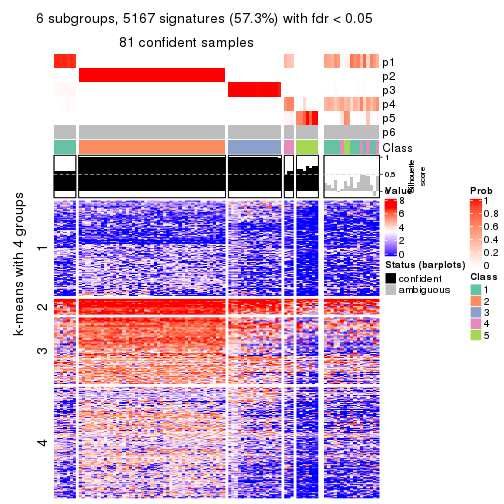 6 subgroups, 5167 signatures (57.3%) with fdr < 0.05
81 confident samples
p1
p2
p3
p4
p5
p6
Class
1
0.5
0
Silhouette
score
k-means with 4 groups
1
2
3
4
Value
8
6
4
2
0
Status (barplots)
confident
ambiguous
Prob
1
0.8
0.6
0.4
0.2
0
Class
1
2
3
4
5